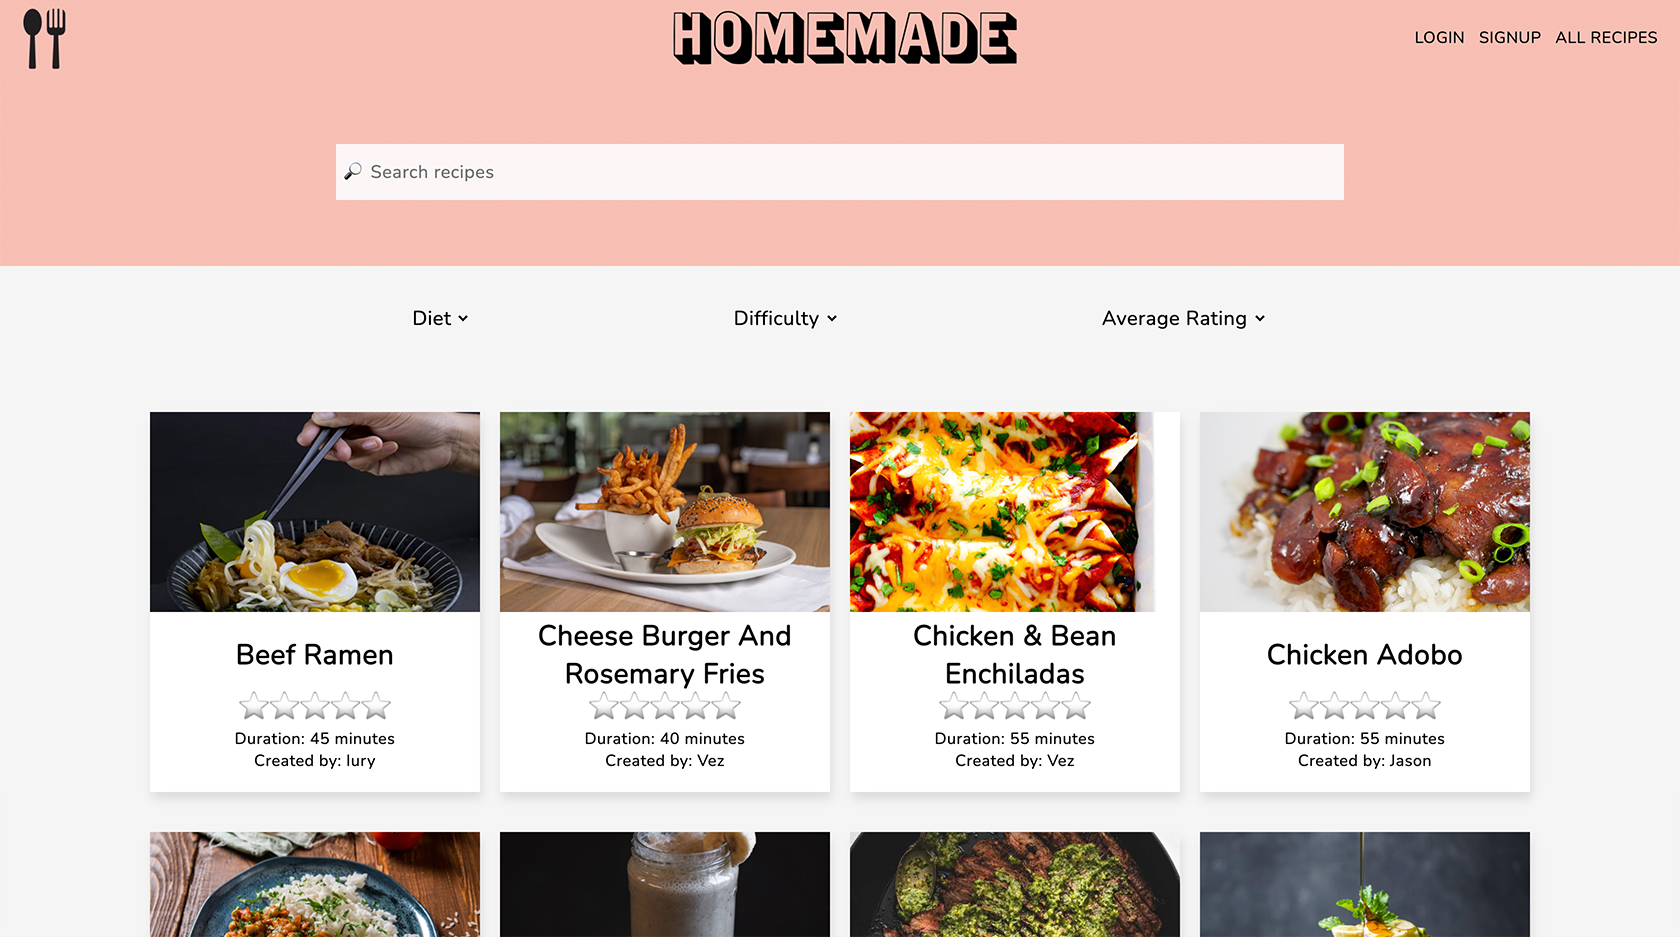 HOMEMADE
LOGIN SIGNUP ALL RECIPES
Search recipes
Diet Difficulty Average Rating
Beef Ramen
Duration: 45 minutes
Created by: Iury
Cheese Burger And
Rosemary Fries
Duration: 40 minutes
Created by: Vez
Chicken & Bean
Enchiladas
Duration: 55 minutes
Created by: Vez
Chicken Adobo
Duration: 55 minutes
Created by: Jason